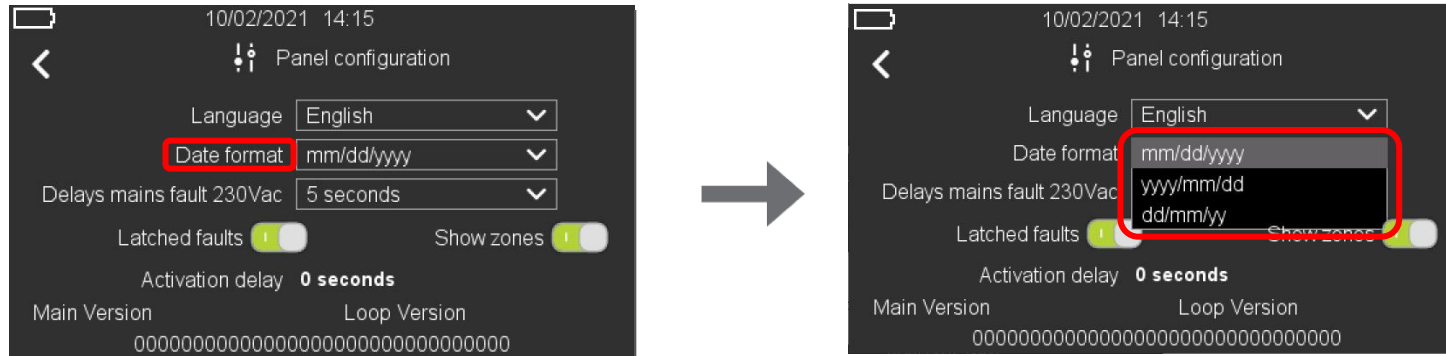 10/02/2021 14:15
Panel configuration
Language English
Date format mm/dd/yyyy
Delays mains fault 230Vac 5 seconds
Latched faults Show zones
Activation delay 0 seconds
Main Version Loop Version
00000000000000000000000000000000
10/02/2021 14:15
Panel configuration
Language English
Date format mm/dd/yyyy
Delays mains fault 230Vac yyyy/mm/dd
dd/mm/yy
Latched faults Show zones
Activation delay 0 seconds
Main Version Loop Version
00000000000000000000000000000000